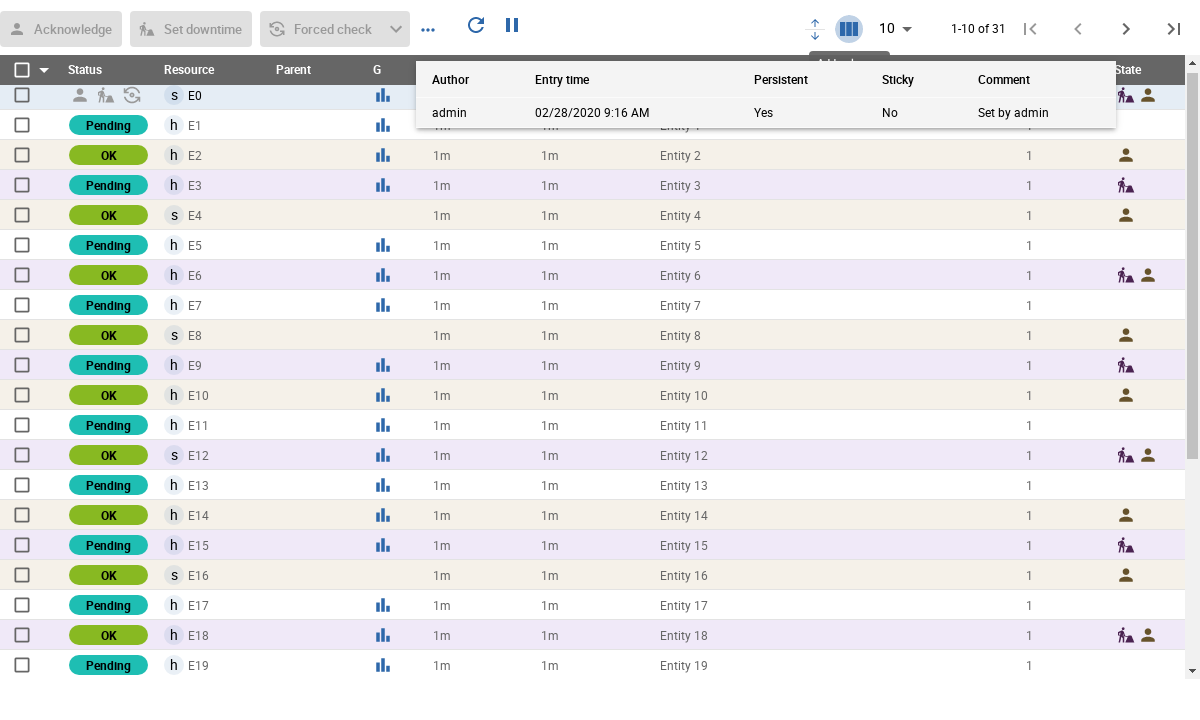 Acknowledge Set downtime Forced check 10 1-10 of 31
Status Resource Parent G State
Author Entry time Persistent Sticky Comment
admin 02/28/2020 9:16 AM Yes No Set by admin
s E0
Pending h E1
OK h E2 1m 1m Entity 2 1
Pending h E3 1m 1m Entity 3 1
OK s E4 1m 1m Entity 4 1
Pending h E5 1m 1m Entity 5 1
OK h E6 1m 1m Entity 6 1
Pending h E7 1m 1m Entity 7 1
OK s E8 1m 1m Entity 8 1
Pending h E9 1m 1m Entity 9 1
OK h E10 1m 1m Entity 10 1
Pending h E11 1m 1m Entity 11 1
OK s E12 1m 1m Entity 12 1
Pending h E13 1m 1m Entity 13 1
OK h E14 1m 1m Entity 14 1
Pending h E15 1m 1m Entity 15 1
OK s E16 1m 1m Entity 16 1
Pending h E17 1m 1m Entity 17 1
OK h E18 1m 1m Entity 18 1
Pending h E19 1m 1m Entity 19 1